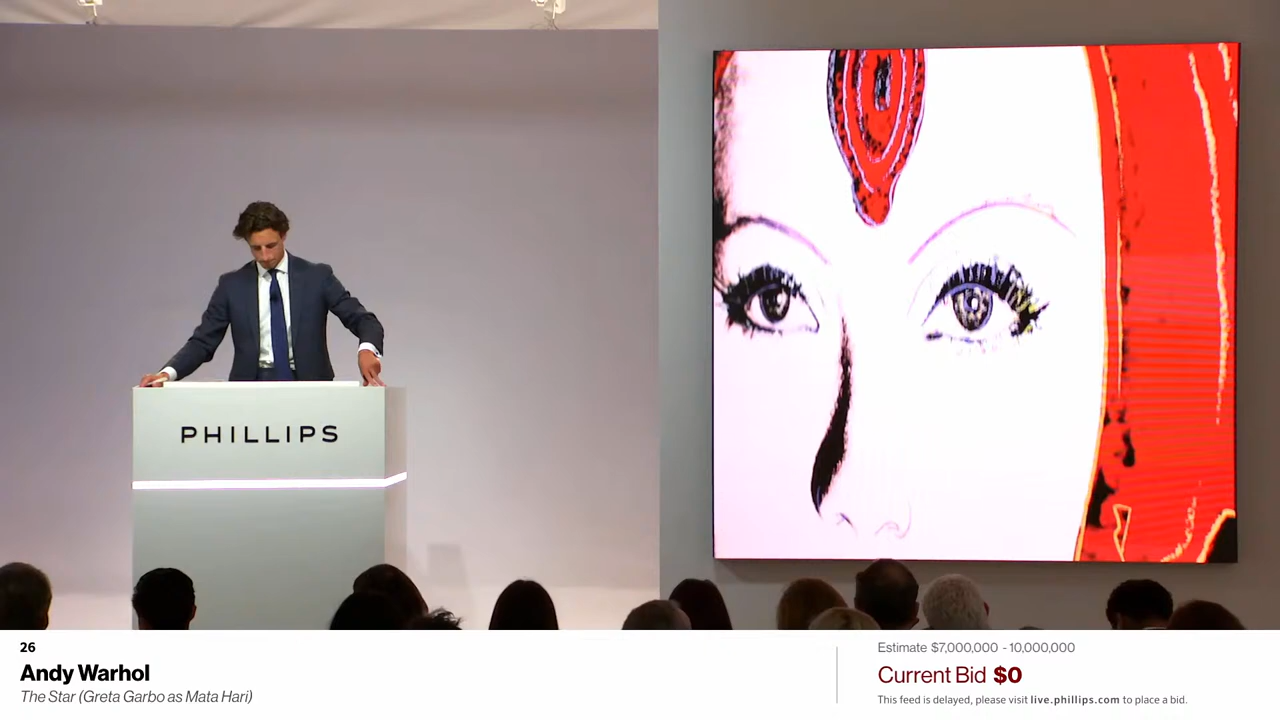 PHILLIPS
26
Andy Warhol
The Star (Greta Garbo as Mata Hari)
Estimate $7,000,000 - 10,000,000
Current Bid $0
This feed is delayed, please visit live.phillips.com to place a bid.